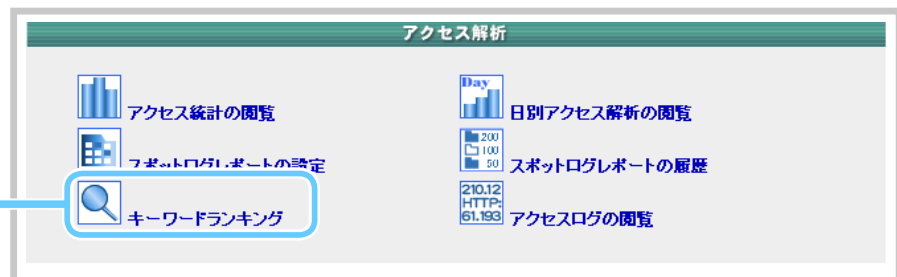 アクセス解析
アクセス統計の閲覧
Day
日別アクセス解析の閲覧
スポットログレポートの設定
200
100
50
スポットログレポートの履歴
キーワードランキング
210.12
HTTP:
61.193
アクセスログの閲覧